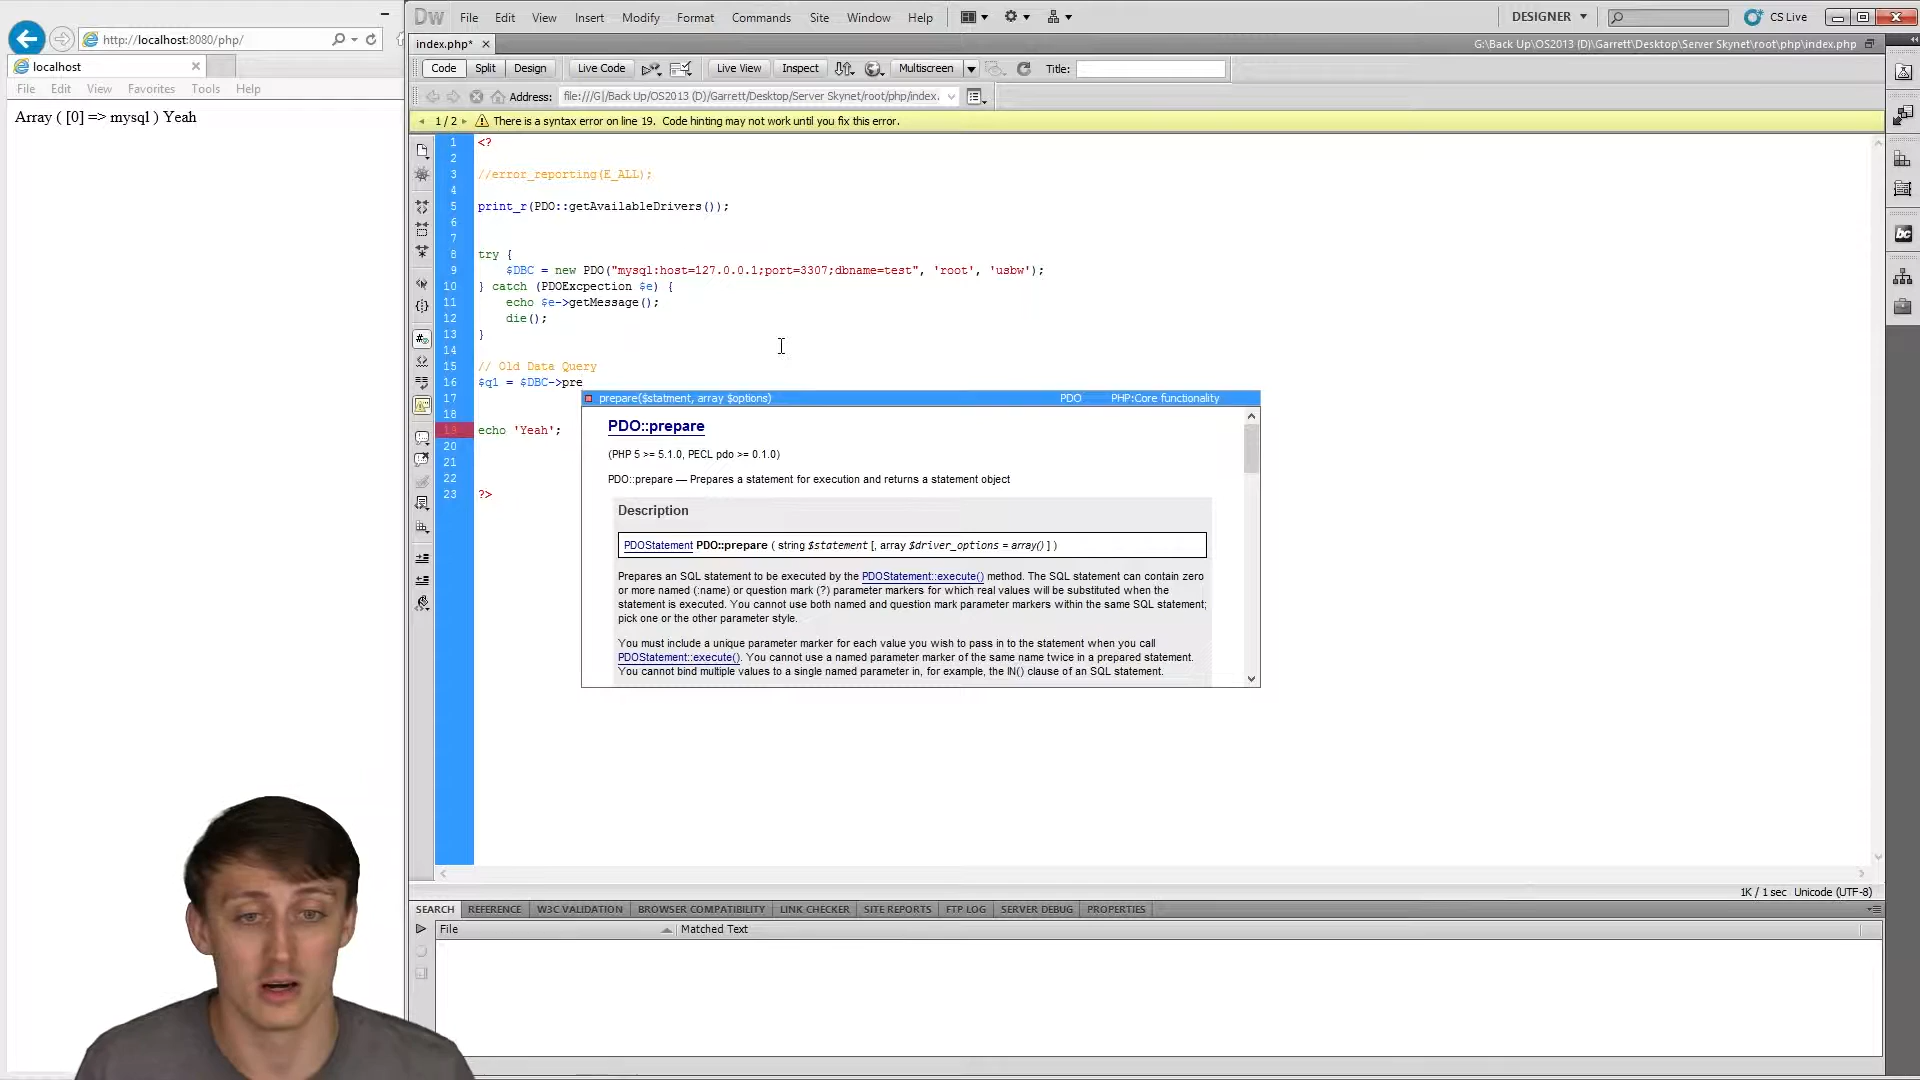 http://localhost:8080/php/
localhost
File Edit View Favorites Tools Help
Array ( [0] => mysql ) Yeah
Dw File Edit View Insert Modify Format Commands Site Window Help
DESIGNER
CS Live
index.php*
G:\Back Up\OS2013 (D)\Garrett\Desktop\Server Skynet\root\php\index.php
Code Split Design Live Code Live View Inspect Multiscreen Title:
Address: file:///G|/Back Up/OS2013 (D)/Garrett/Desktop/Server Skynet/root/php/index.
1 / 2 There is a syntax error on line 19. Code hinting may not work until you fix this error.
1 <?
2
3 //error_reporting(E_ALL);
4
5 print_r(PDO::getAvailableDrivers());
6
7
8 try {
9 $DBC = new PDO("mysql:host=127.0.0.1;port=3307;dbname=test", 'root', 'usbw');
10 } catch (PDOExcpection $e) {
11 echo $e->getMessage();
12 die();
13 }
14
15 // Old Data Query
16 $q1 = $DBC->pre
17
18
19 echo 'Yeah';
20
21
22
23 ?>
prepare($statment, array $options) PDO PHP:Core functionality
PDO::prepare
(PHP 5 >= 5.1.0, PECL pdo >= 0.1.0)
PDO::prepare — Prepares a statement for execution and returns a statement object
Description
PDOStatement PDO::prepare ( string $statement [, array $driver_options = array() ] )
Prepares an SQL statement to be executed by the PDOStatement::execute() method. The SQL statement can contain zero
or more named (:name) or question mark (?) parameter markers for which real values will be substituted when the
statement is executed. You cannot use both named and question mark parameter markers within the same SQL statement;
pick one or the other parameter style.
You must include a unique parameter marker for each value you wish to pass in to the statement when you call
PDOStatement::execute(). You cannot use a named parameter marker of the same name twice in a prepared statement.
You cannot bind multiple values to a single named parameter in, for example, the IN() clause of an SQL statement.
bc
1K / 1 sec Unicode (UTF-8)
SEARCH REFERENCE W3C VALIDATION BROWSER COMPATIBILITY LINK CHECKER SITE REPORTS FTP LOG SERVER DEBUG PROPERTIES
File Matched Text